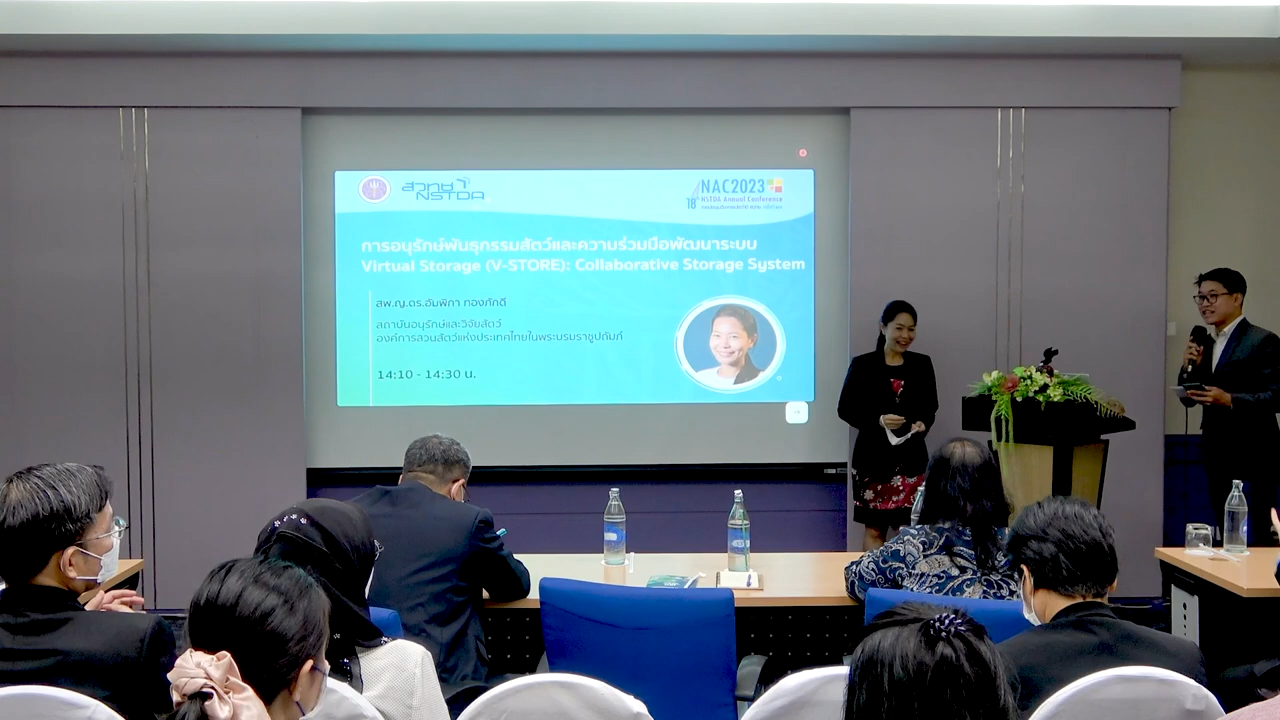 สวทช
NSTDA
18
NAC2023
NSTDA Annual Conference
การอนุรักษ์พันธุกรรมสัตว์และความร่วมมือพัฒนาระบบ
Virtual Storage (V-STORE): Collaborative Storage System
สพ.ญ.ดร.อัมพิกา ทองภักดี
สถาบันอนุรักษ์และวิจัยสัตว์
องค์การสวนสัตว์แห่งประเทศไทยในพระบรมราชูปถัมภ์
14:10 - 14:30 น.